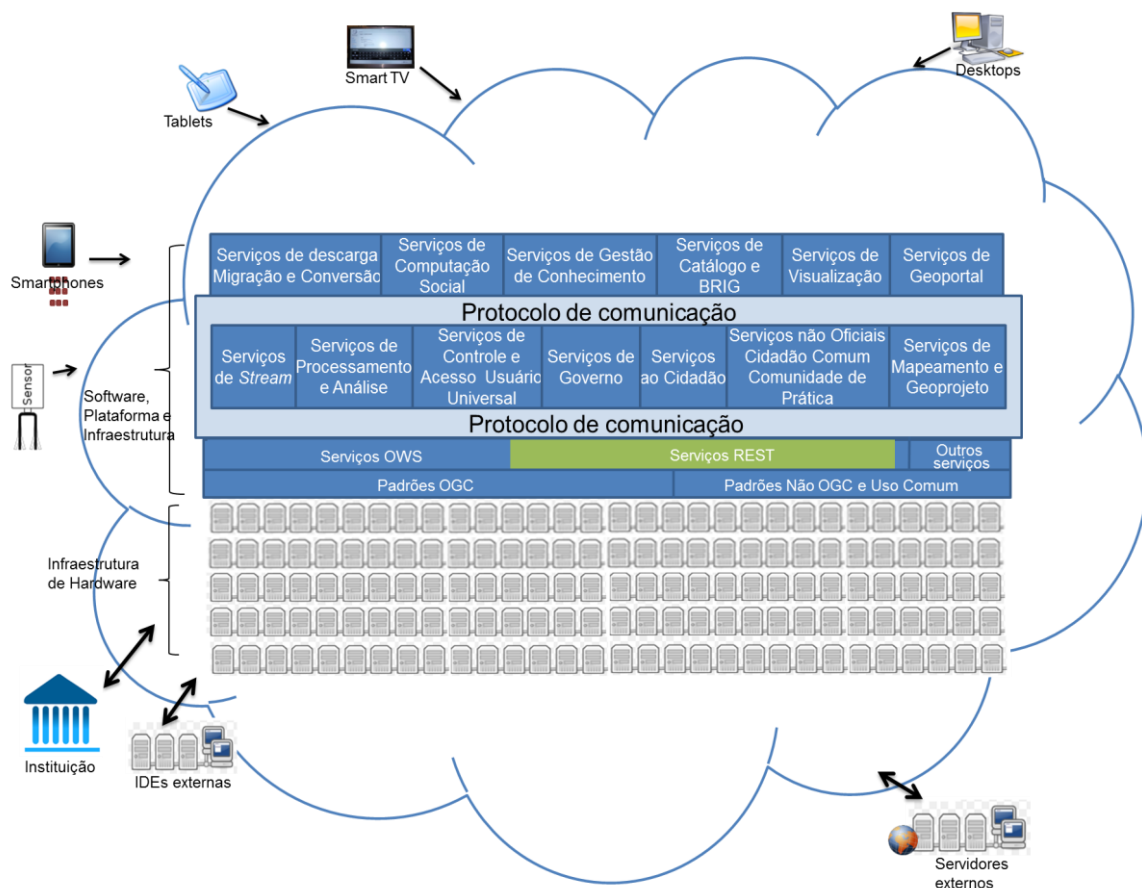 Smart TV
Desktops
Tablets
Smartphones
Serviços de descarga
Migração e Conversão
Serviços de
Computação
Social
Serviços de Gestão
de Conhecimento
Serviços de
Catálogo e
BRIG
Serviços de
Visualização
Serviços de
Geoportal
Protocolo de comunicação
Serviços
de Stream
Serviços de
Processamento
e Análise
Serviços de
Controle e
Acesso Usuário
Universal
Serviços de
Governo
Serviços
ao Cidadão
Serviços não Oficiais
Cidadão Comum
Comunidade de
Prática
Serviços de
Mapeamento e
Geoprojeto
Protocolo de comunicação
Sensor
Software,
Plataforma e
Infraestrutura
Serviços OWS
Serviços REST
Outros
serviços
Padrões OGC
Padrões Não OGC e Uso Comum
Infraestrutura
de Hardware
Instituição
IDEs externas
Servidores
externos